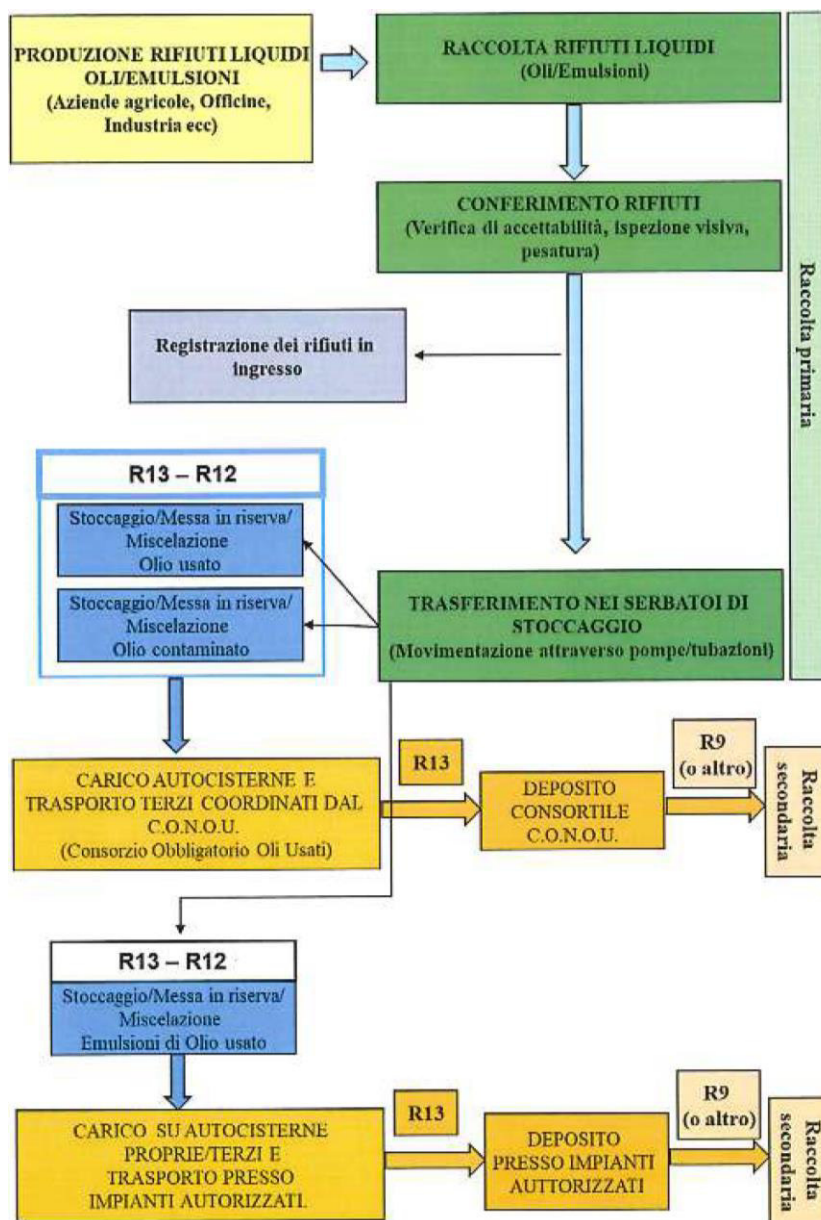 PRODUZIONE RIFIUTI LIQUIDI
OLI/EMULSIONI
(Aziende agricole, Officine,
Industria ecc)
RACCOLTA RIFIUTI LIQUIDI
(Oli/Emulsioni)
CONFERIMENTO RIFIUTI
(Verifica di accettabilità, ispezione visiva,
pesatura)
Raccolta primaria
Registrazione dei rifiuti in
ingresso
R13 – R12
Stoccaggio/Messa in riserva/
Miscelazione
Olio usato
Stoccaggio/Messa in riserva/
Miscelazione
Olio contaminato
TRASFERIMENTO NEI SERBATOI DI
STOCCAGGIO
(Movimentazione attraverso pompe/tubazioni)
CARICO AUTOCISTERNE E
TRASPORTO TERZI COORDINATI DAL
C.O.N.O.U.
(Consorzio Obbligatorio Oli Usati)
R13
DEPOSITO
CONSORTILE
C.O.N.O.U.
R9
(o altro)
Raccolta
secondaria
R13 – R12
Stoccaggio/Messa in riserva/
Miscelazione
Emulsioni di Olio usato
CARICO SU AUTOCISTERNE
PROPRIE/TERZI E
TRASPORTO PRESSO
IMPIANTI AUTORIZZATI.
R13
DEPOSITO
PRESSO IMPIANTI
AUTTORIZZATI
R9
(o altro)
Raccolta
secondaria